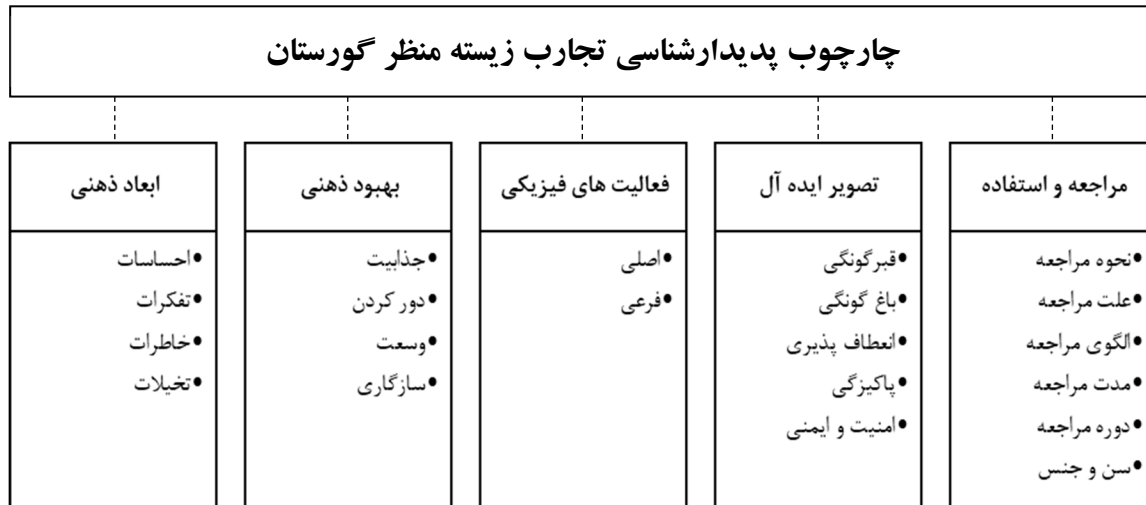 چارچوب پدیدارشناسی تجارب زیسته منظر گورستان
مراجعه و استفاده
•نحوه مراجعه
•علت مراجعه
•الگوی مراجعه
•مدت مراجعه
•دوره مراجعه
•سن و جنس
تصویر ایده آل
•قبرگونگی
•باغ گونگی
•انعطاف پذیری
•پاکیزگی
•امنیت و ایمنی
فعالیت های فیزیکی
•اصلی
•فرعی
بهبود ذهنی
•جذابیت
•دور کردن
•وسعت
•سازگاری
ابعاد ذهنی
•احساسات
•تفکرات
•خاطرات
•تخیلات